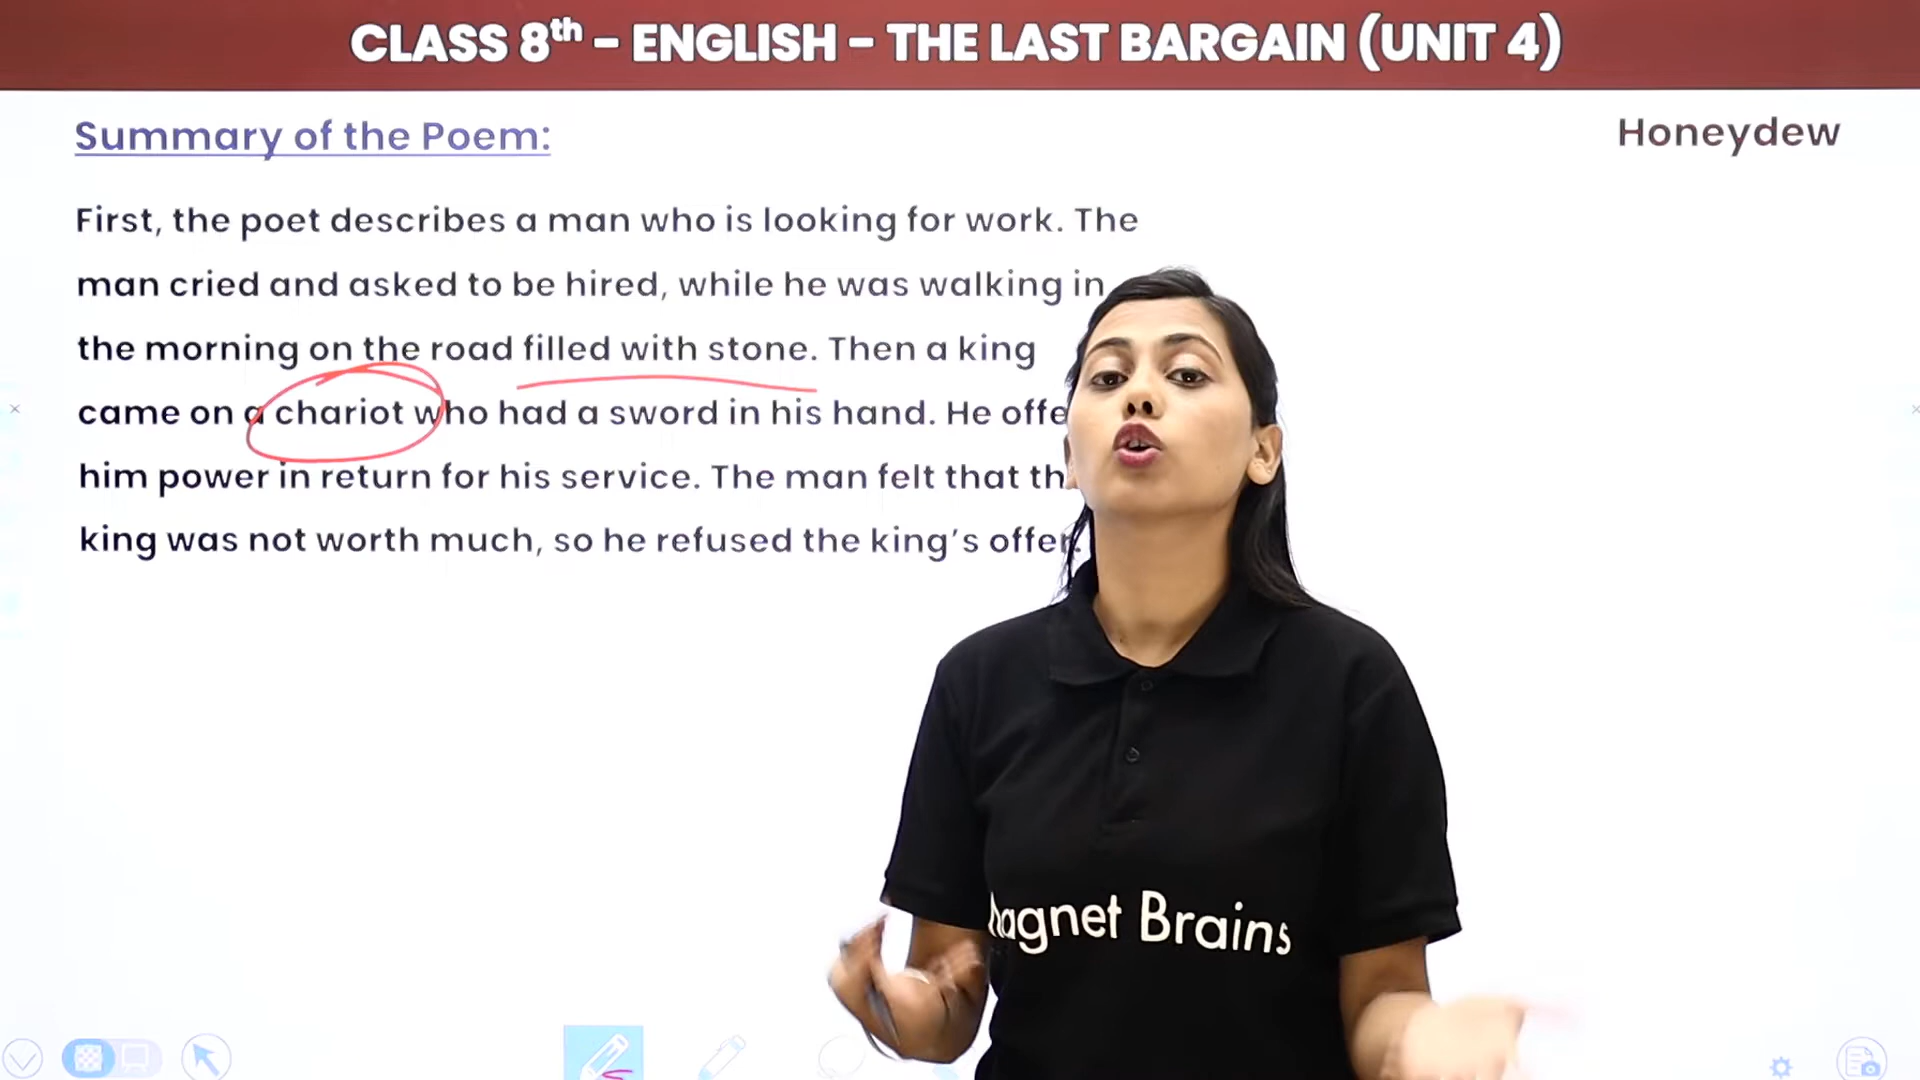 CLASS 8th – ENGLISH – THE LAST BARGAIN (UNIT 4)
Summary of the Poem:
Honeydew
First, the poet describes a man who is looking for work. The
man cried and asked to be hired, while he was walking in
the morning on the road filled with stone. Then a king
came on a chariot who had a sword in his hand. He
him power in return for his service. The man felt that
king was not worth much, so he refused the king's offer.
Brains